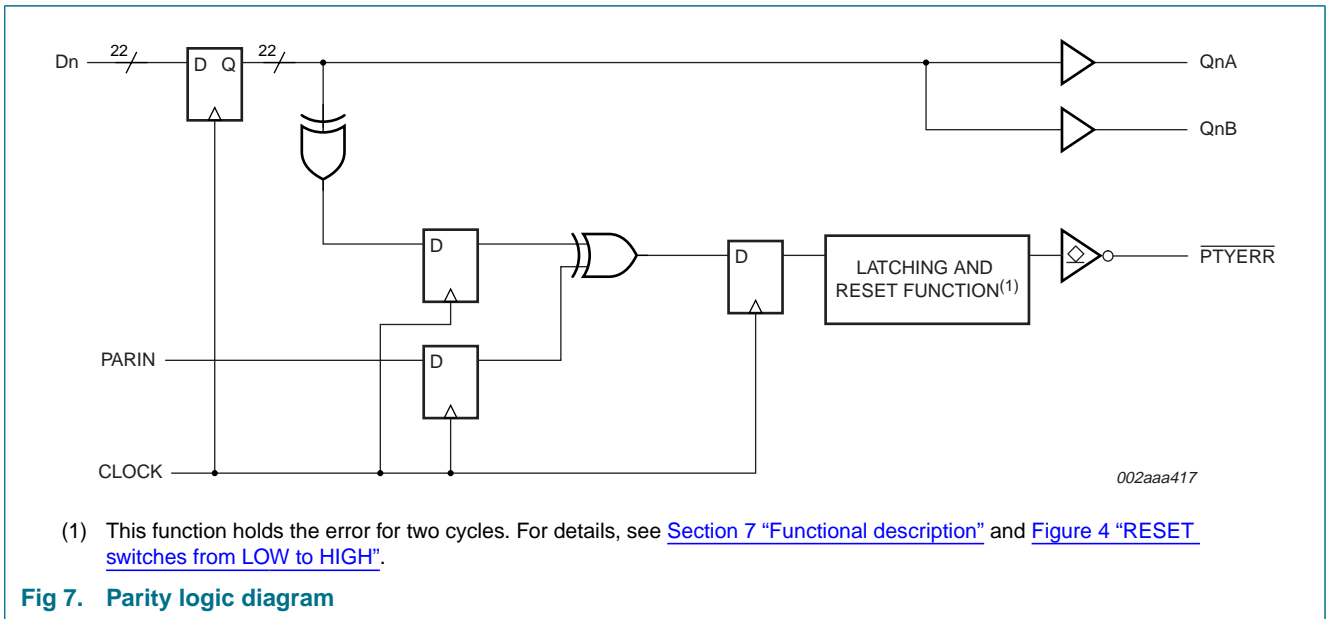 22
22
Dn
D Q
QnA
QnB
D
D
LATCHING AND
RESET FUNCTION(1)
PTYERR
PARIN
D
CLOCK
002aaa417
(1) This function holds the error for two cycles. For details, see Section 7 “Functional description” and Figure 4 “RESET
switches from LOW to HIGH”.
Fig 7. Parity logic diagram